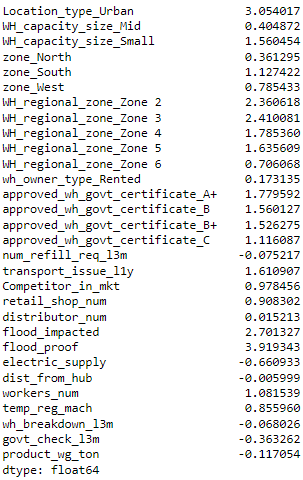 Location_type_Urban 3.054017
WH_capacity_size_Mid 0.404872
WH_capacity_size_Small 1.560454
zone_North 0.361295
zone_South 1.127422
zone_West 0.785433
WH_regional_zone_Zone 2 2.360618
WH_regional_zone_Zone 3 2.410081
WH_regional_zone_Zone 4 1.785360
WH_regional_zone_Zone 5 1.635609
WH_regional_zone_Zone 6 0.706068
wh_owner_type_Rented 0.173135
approved_wh_govt_certificate_A+ 1.779592
approved_wh_govt_certificate_B 1.560127
approved_wh_govt_certificate_B+ 1.526275
approved_wh_govt_certificate_C 1.116087
num_refill_req_l3m -0.075217
transport_issue_l1y 1.610907
Competitor_in_mkt 0.978456
retail_shop_num 0.908302
distributor_num 0.015213
flood_impacted 2.701327
flood_proof 3.919343
electric_supply -0.660933
dist_from_hub -0.005999
workers_num 1.081539
temp_reg_mach 0.855960
wh_breakdown_l3m -0.068026
govt_check_l3m -0.363262
product_wg_ton -0.117054
dtype: float64